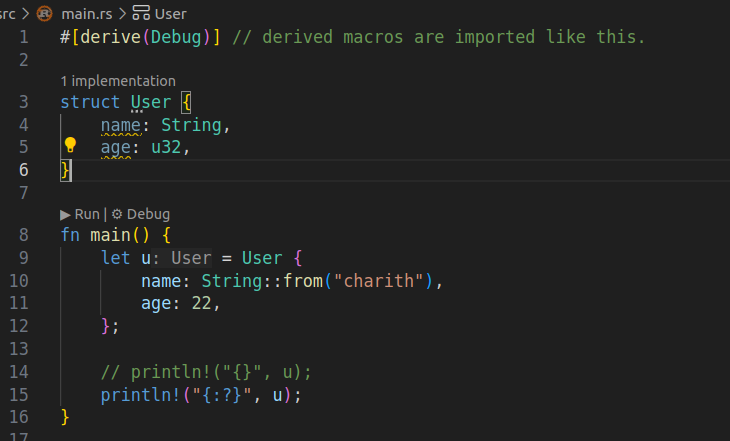 src > main.rs > User
1 #[derive(Debug)] // derived macros are imported like this.
2
1 implementation
3 struct User {
4     name: String,
5     age: u32,
6 }
7
▶ Run | ⚙ Debug
8 fn main() {
9     let u: User = User {
10         name: String::from("charith"),
11         age: 22,
12     };
13
14     // println!("{}", u);
15     println!("{:?}", u);
16 }
17